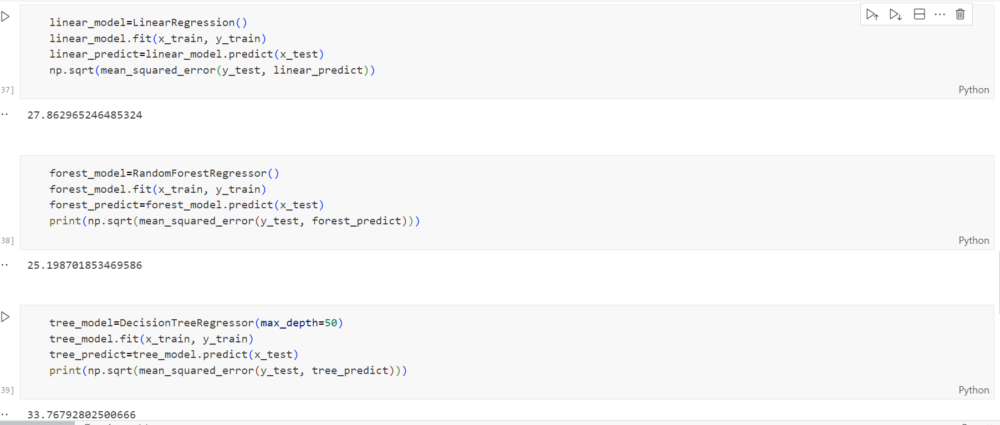 linear_model=LinearRegression()
linear_model.fit(x_train, y_train)
linear_predict=linear_model.predict(x_test)
np.sqrt(mean_squared_error(y_test, linear_predict))
37]
Python
27.862965246485324
forest_model=RandomForestRegressor()
forest_model.fit(x_train, y_train)
forest_predict=forest_model.predict(x_test)
print(np.sqrt(mean_squared_error(y_test, forest_predict)))
38]
Python
25.198701853469586
tree_model=DecisionTreeRegressor(max_depth=50)
tree_model.fit(x_train, y_train)
tree_predict=tree_model.predict(x_test)
print(np.sqrt(mean_squared_error(y_test, tree_predict)))
39]
Python
33.76792802500666